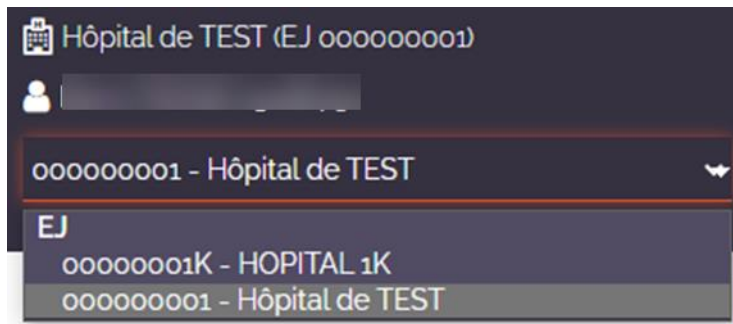 Hôpital de TEST (EJ 000000001)
000000001 - Hôpital de TEST
EJ
00000001K - HOPITAL 1K
000000001 - Hôpital de TEST